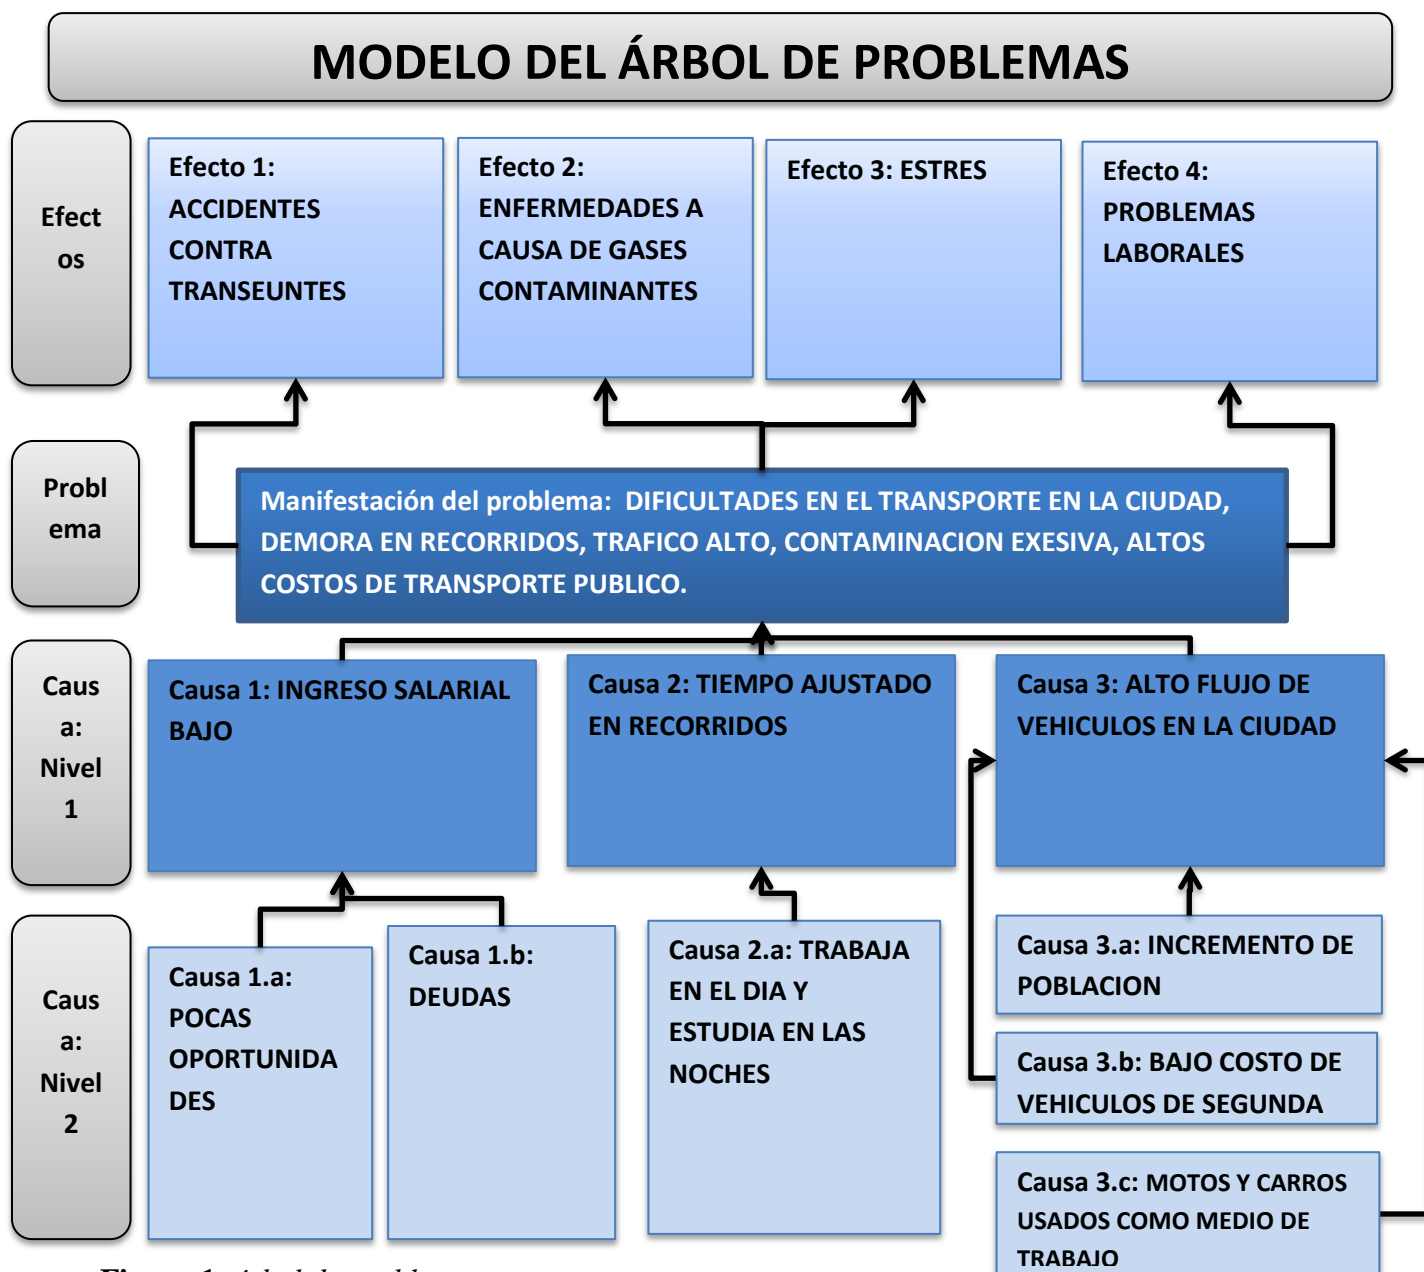 MODELO DEL ÁRBOL DE PROBLEMAS
Efect
os
Efecto 1:
ACCIDENTES
CONTRA
TRANSEUNTES
Efecto 2:
ENFERMEDADES A
CAUSA DE GASES
CONTAMINANTES
Efecto 3: ESTRES
Efecto 4:
PROBLEMAS
LABORALES
Probl
ema
Manifestación del problema: DIFICULTADES EN EL TRANSPORTE EN LA CIUDAD,
DEMORA EN RECORRIDOS, TRAFICO ALTO, CONTAMINACION EXESIVA, ALTOS
COSTOS DE TRANSPORTE PUBLICO.
Caus
a:
Nivel
1
Causa 1: INGRESO SALARIAL
BAJO
Causa 2: TIEMPO AJUSTADO
EN RECORRIDOS
Causa 3: ALTO FLUJO DE
VEHICULOS EN LA CIUDAD
Caus
a:
Nivel
2
Causa 1.a:
POCAS
OPORTUNIDA
DES
Causa 1.b:
DEUDAS
Causa 2.a: TRABAJA
EN EL DIA Y
ESTUDIA EN LAS
NOCHES
Causa 3.a: INCREMENTO DE
POBLACION
Causa 3.b: BAJO COSTO DE
VEHICULOS DE SEGUNDA
Causa 3.c: MOTOS Y CARROS
USADOS COMO MEDIO DE
TRABAJO